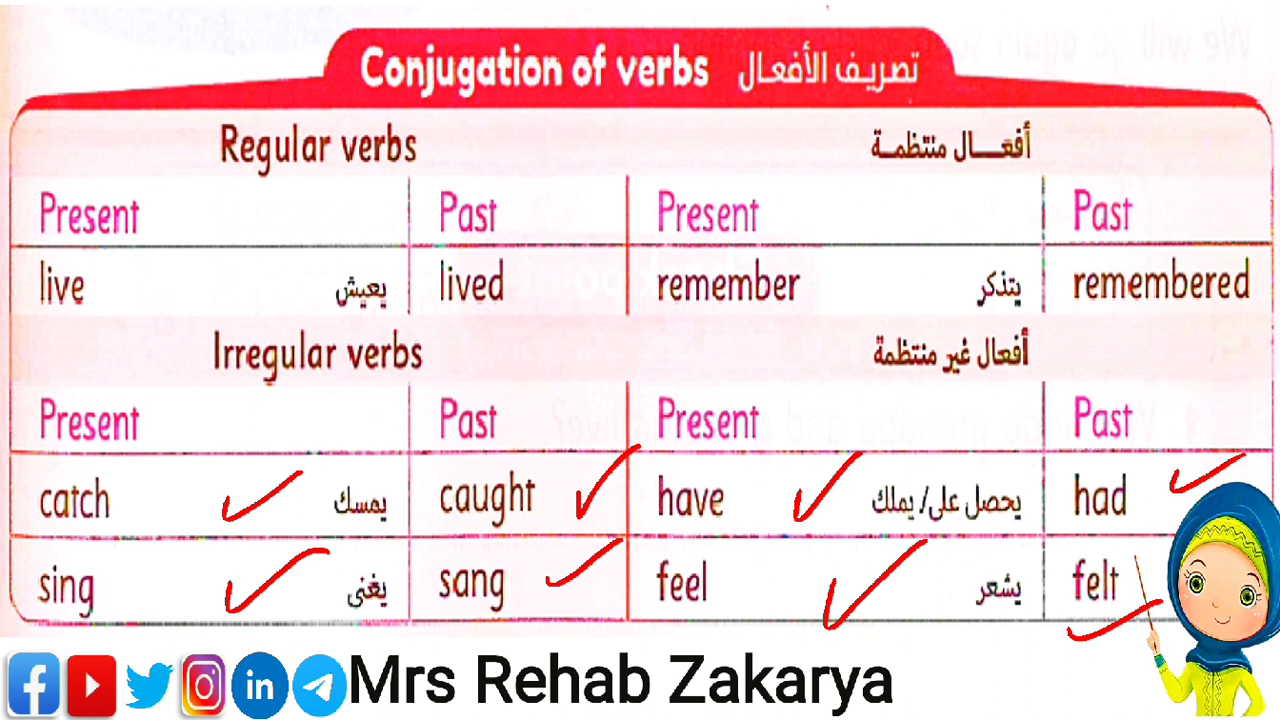 Conjugation of verbs تصريف الأفعال
Regular verbs أفعال منتظمة
Present Past Present Past
live يعيش lived remember يتذكر remembered
Irregular verbs أفعال غير منتظمة
Present Past Present Past
catch يمسك caught have يحصل على/ يملك had
sing يغنى sang feel يشعر felt
Mrs Rehab Zakarya